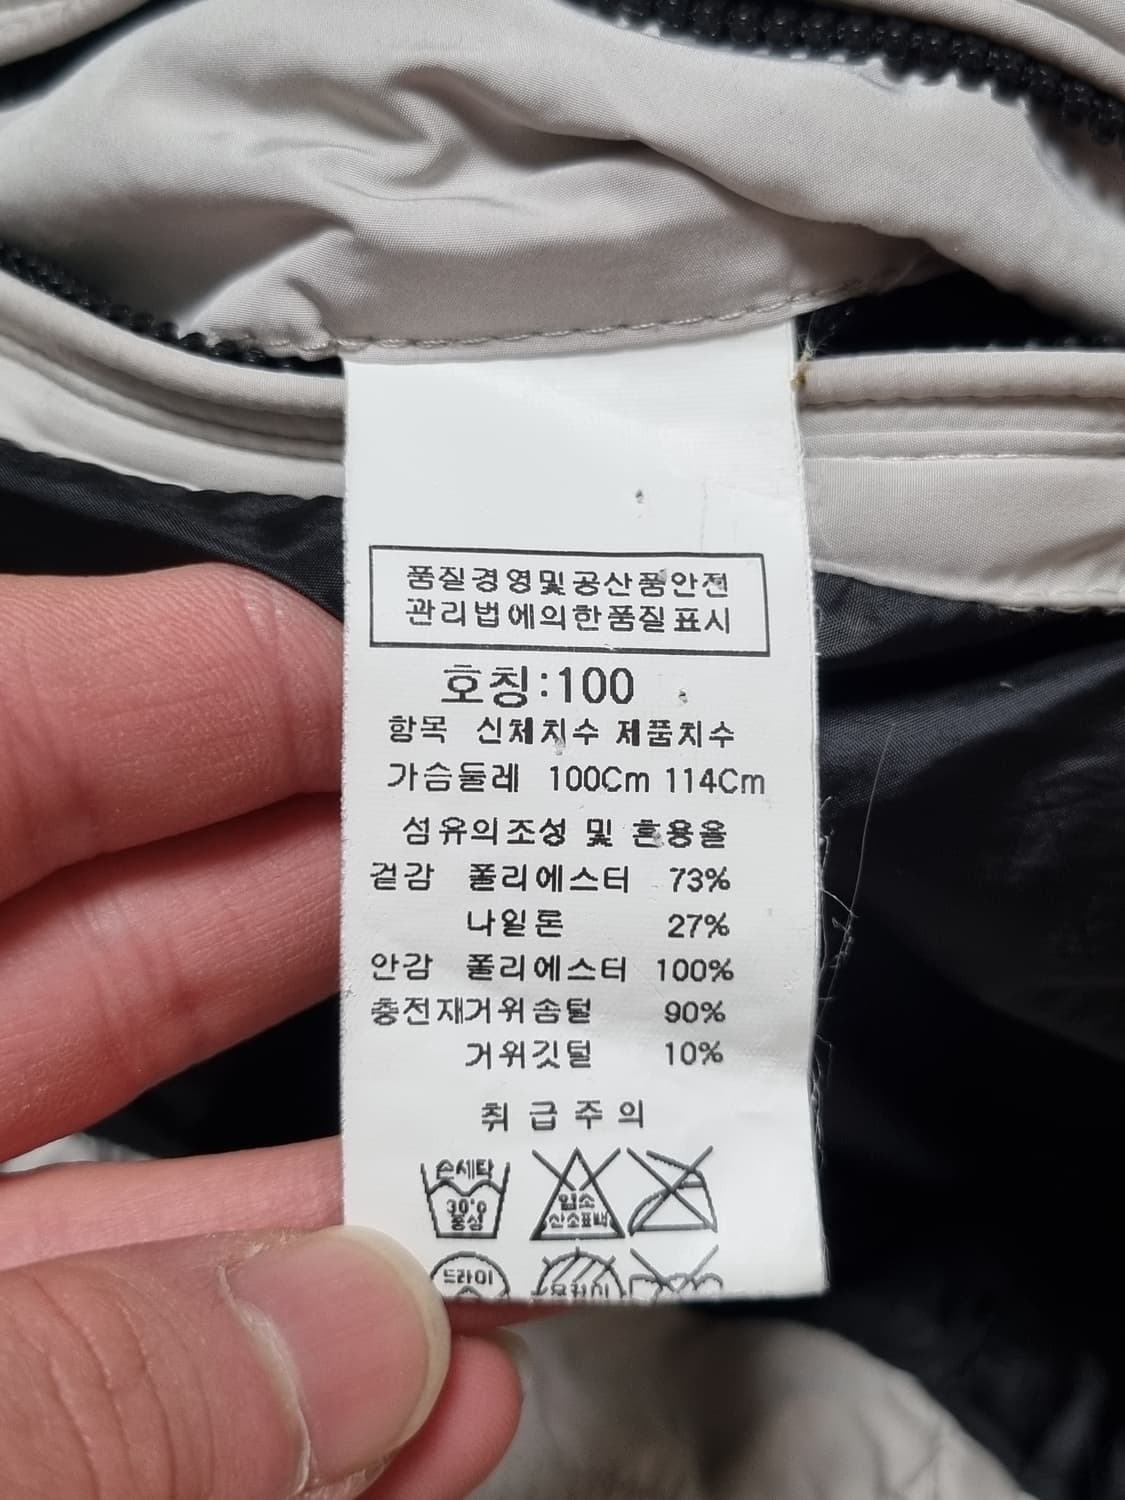 품질경영및공산품안전
관리법에의한품질표시
호칭:100
항목 신체치수 제품치수
가슴둘레 100Cm 114Cm
섬유의조성 및 혼용율
겉감 폴리에스터 73%
나일론 27%
안감 폴리에스터 100%
충전재거위솜털 90%
거위깃털 10%
취급주의
손세탁
30°c
중성
염소
산소표백
드라이